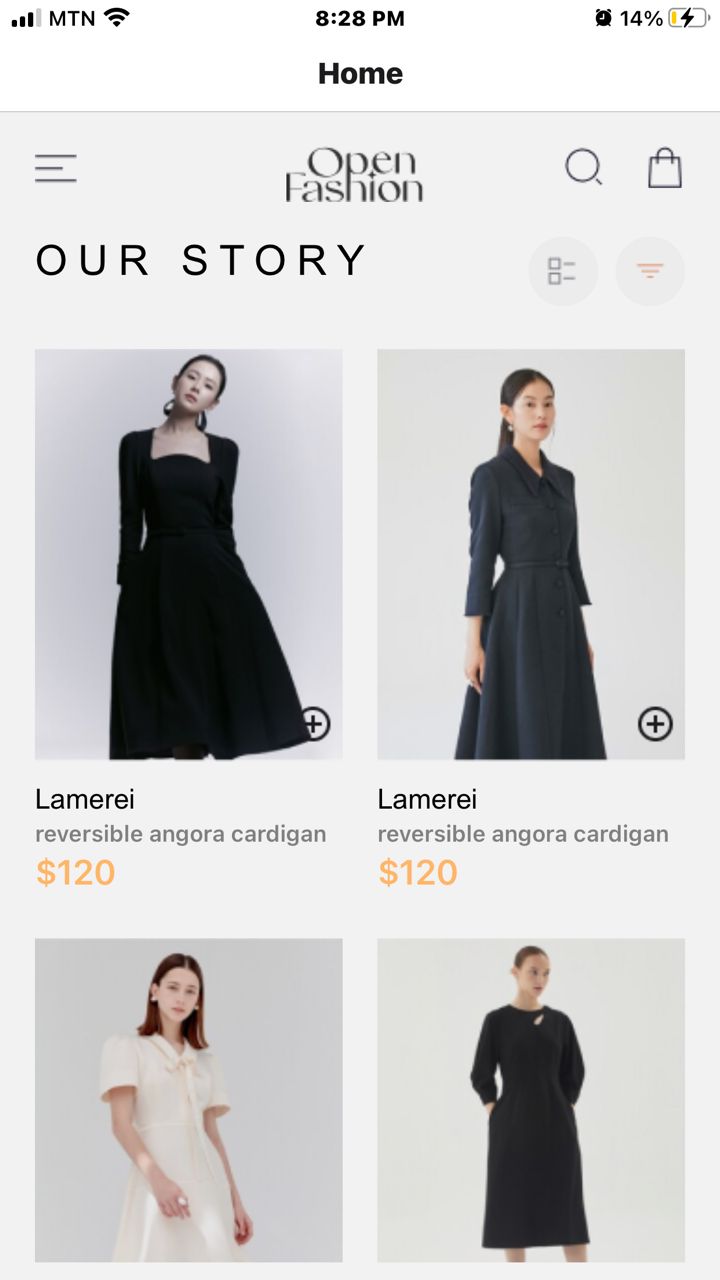 MTN 8:28 PM 14%
Home
Open
Fashion
OUR STORY
Lamerei Lamerei
reversible angora cardigan reversible angora cardigan
$120 $120